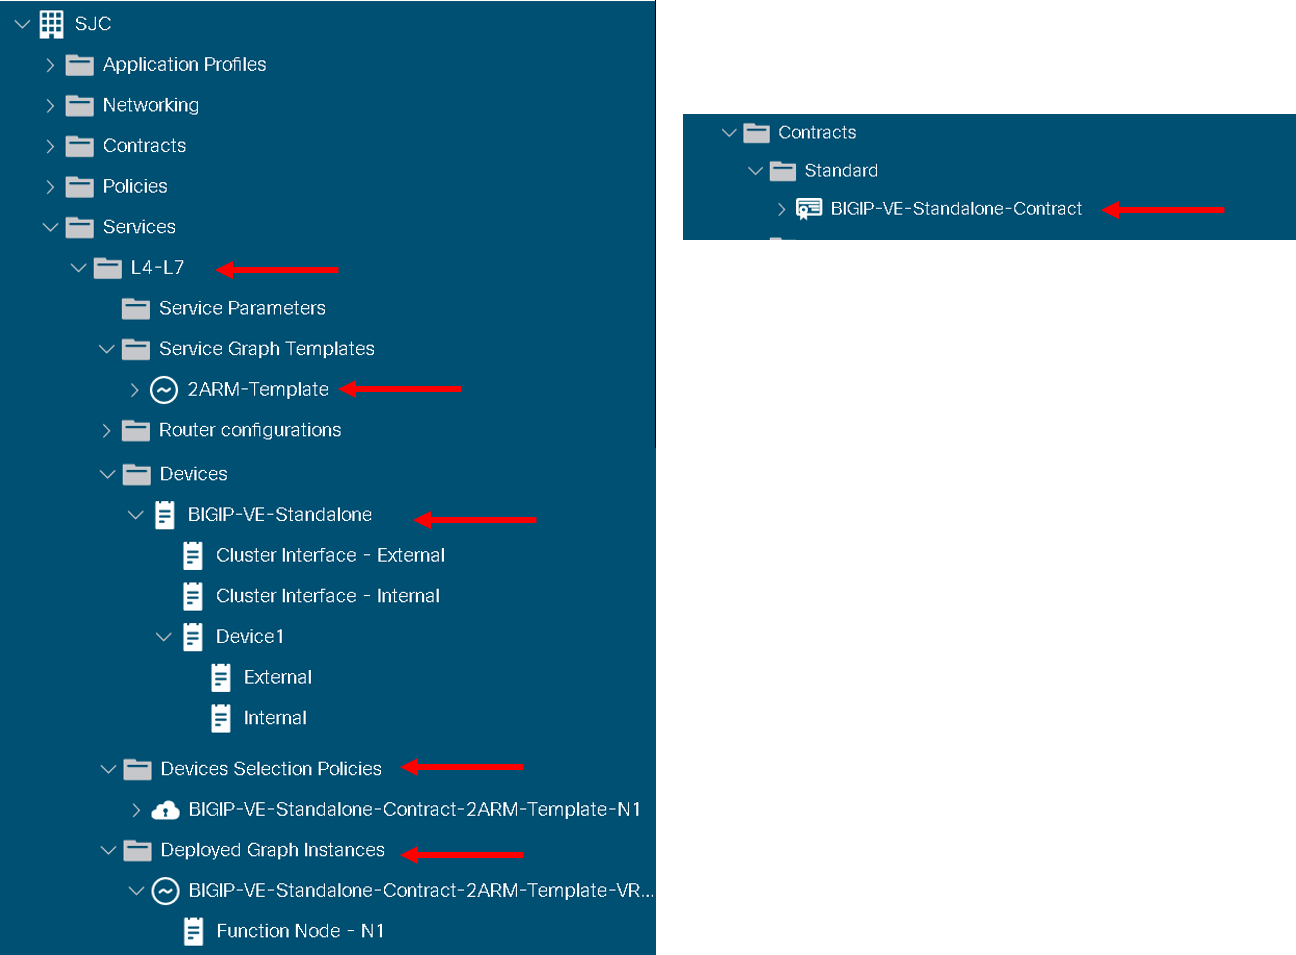 SJC
Application Profiles
Networking
Contracts
Policies
Services
L4-L7
Service Parameters
Service Graph Templates
2ARM-Template
Router configurations
Devices
BIGIP-VE-Standalone
Cluster Interface - External
Cluster Interface - Internal
Device1
External
Internal
Devices Selection Policies
BIGIP-VE-Standalone-Contract-2ARM-Template-N1
Deployed Graph Instances
BIGIP-VE-Standalone-Contract-2ARM-Template-VR...
Function Node - N1
Contracts
Standard
BIGIP-VE-Standalone-Contract